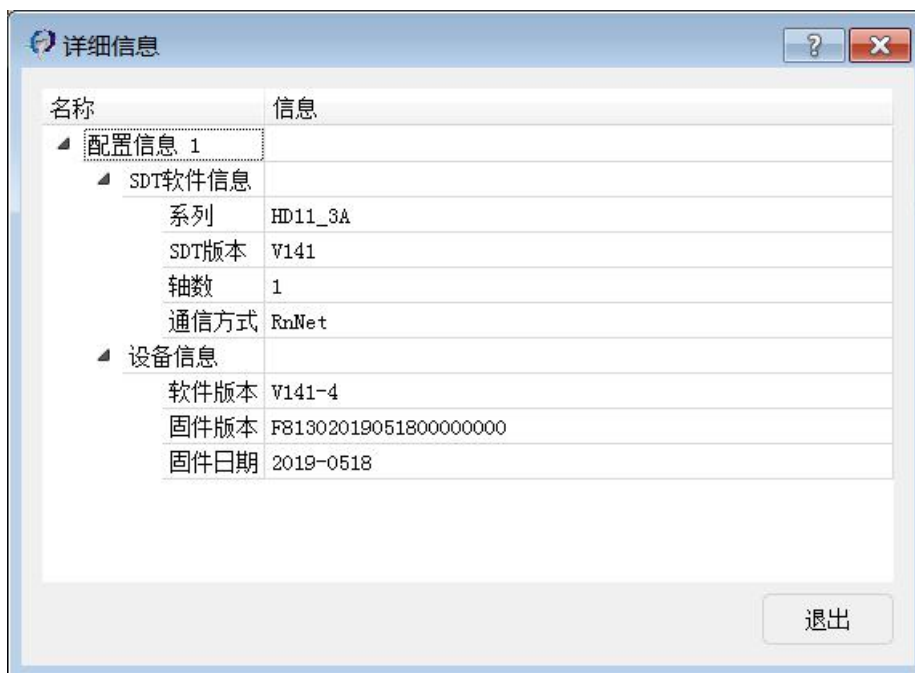 详细信息
名称 信息
配置信息 1
SDT软件信息
系列 HD11_3A
SDT版本 V141
轴数 1
通信方式 RnNet
设备信息
软件版本 V141-4
固件版本 F81302019051800000000
固件日期 2019-0518
退出